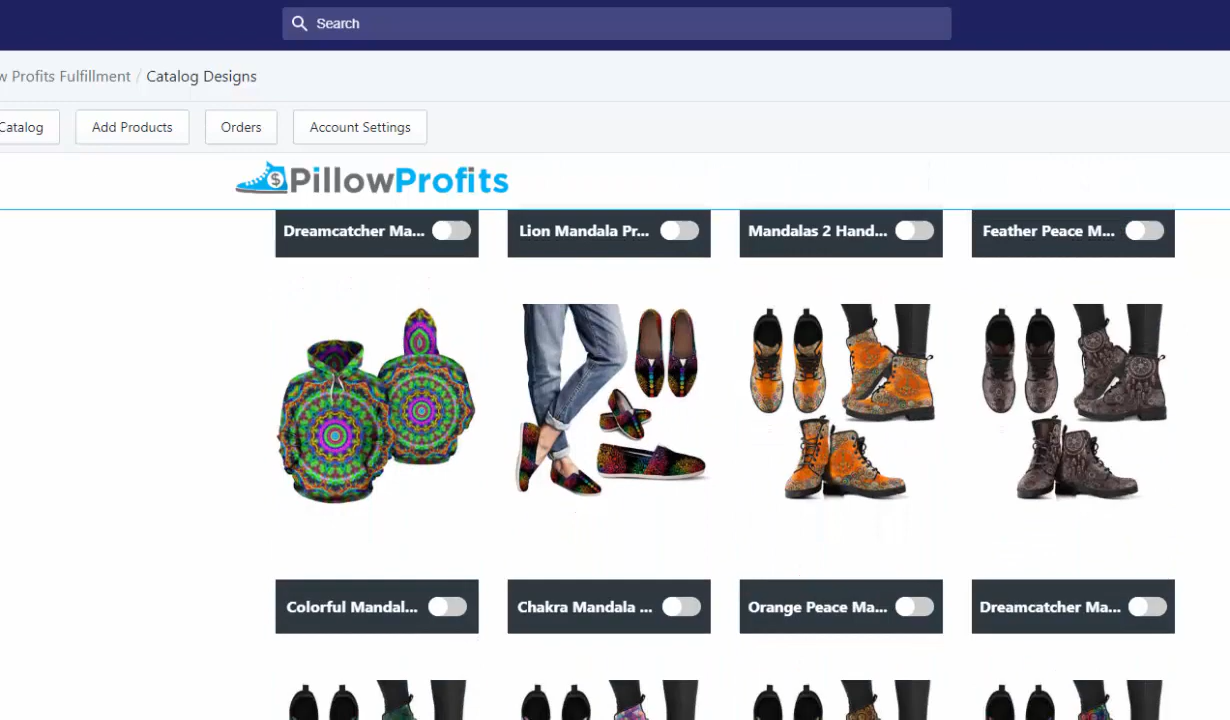 Search
w Profits Fulfillment / Catalog Designs
Catalog Add Products Orders Account Settings
PillowProfits
Dreamcatcher Ma... Lion Mandala Pr... Mandalas 2 Hand... Feather Peace M...
Colorful Mandal... Chakra Mandala ... Orange Peace Ma... Dreamcatcher Ma...